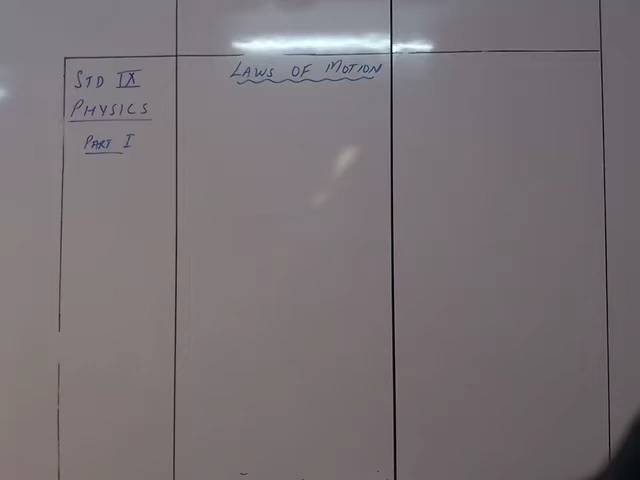 STD IX
PHYSICS
PART I
LAWS OF MOTION